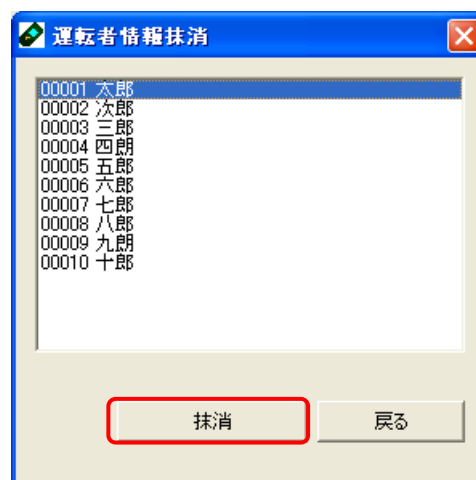 運転者情報抹消
00001 太郎
00002 次郎
00003 三郎
00004 四朗
00005 五郎
00006 六郎
00007 七郎
00008 八郎
00009 九朗
00010 十郎
抹消 戻る